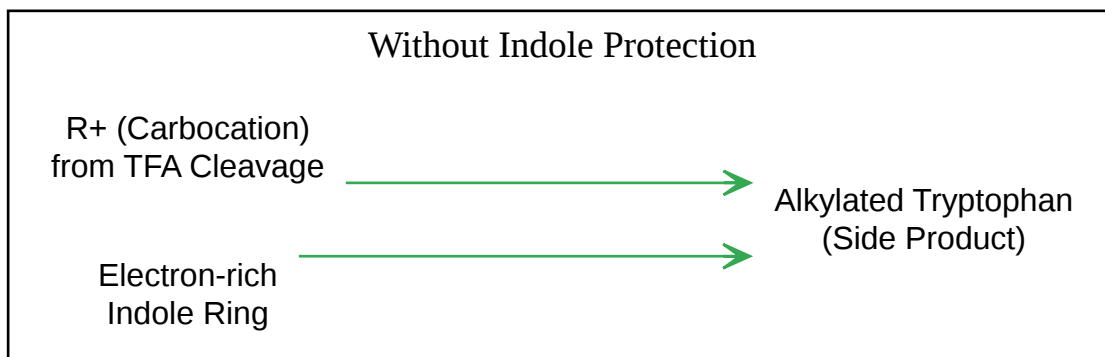 Without Indole Protection
R+ (Carbocation)
from TFA Cleavage
Alkylated Tryptophan
(Side Product)
Electron-rich
Indole Ring